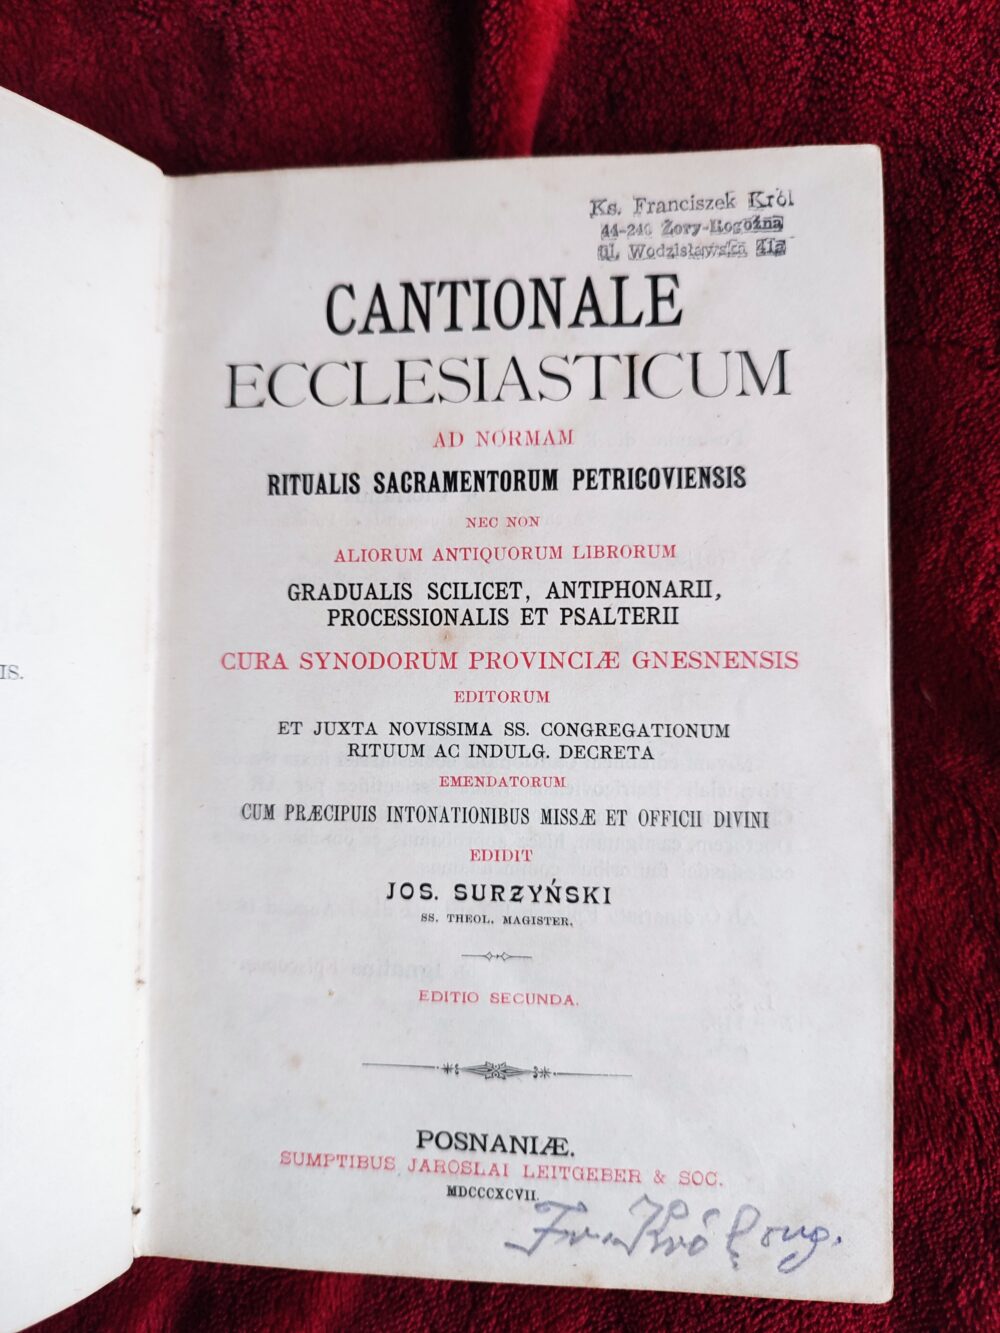 Ks. Franciszek Król
44-240 Żory-Rogoźna
ul. Wodzisławska 41a
CANTIONALE
ECCLESIASTICUM
AD NORMAM
RITUALIS SACRAMENTORUM PETRICOVIENSIS
NEC NON
ALIORUM ANTIQUORUM LIBRORUM
GRADUALIS SCILICET, ANTIPHONARII,
PROCESSIONALIS ET PSALTERII
CURA SYNODORUM PROVINCIÆ GNESNENSIS
EDITORUM
ET JUXTA NOVISSIMA SS. CONGREGATIONUM
RITUUM AC INDULG. DECRETA
EMENDATORUM
CUM PRÆCIPUIS INTONATIONIBUS MISSÆ ET OFFICII DIVINI
EDIDIT
JOS. SURZYŃSKI
SS. THEOL. MAGISTER.
EDITIO SECUNDA.
POSNANIÆ.
SUMPTIBUS JAROSLAI LEITGEBER & SOC.
MDCCCXCVII.
Fr. Król
IS.